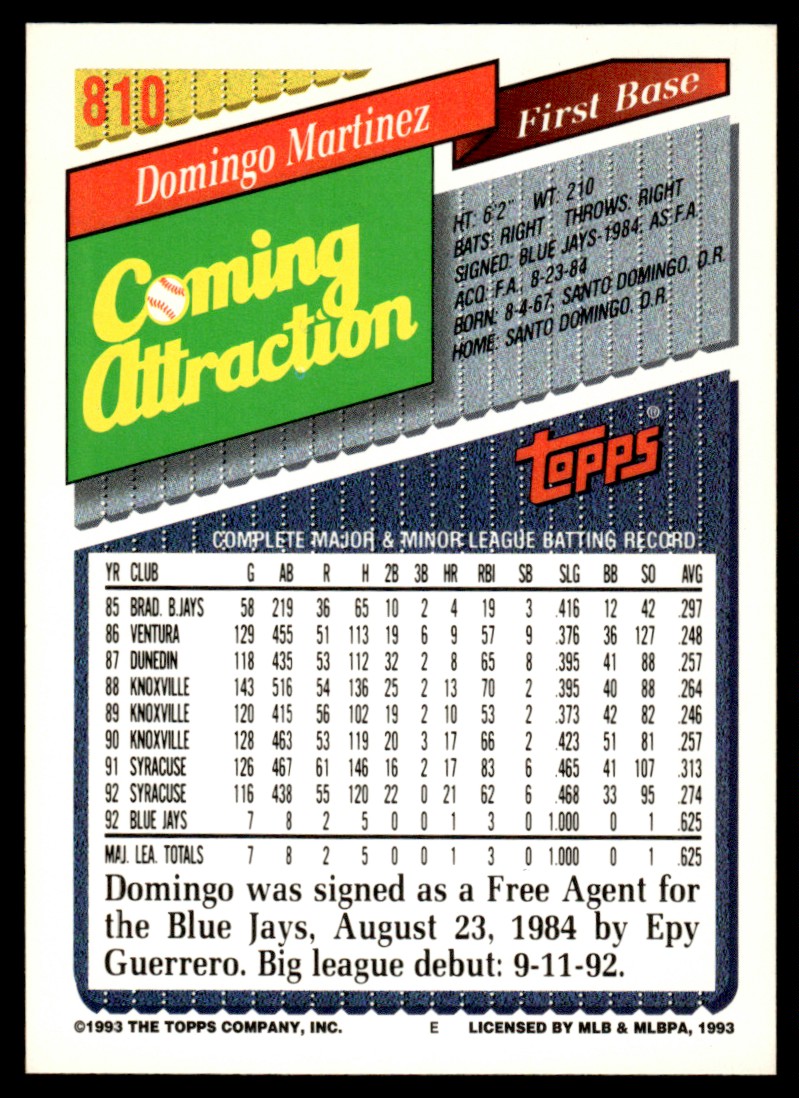 810
Domingo Martinez
First Base
HT: 6'2" WT: 210
BATS: RIGHT THROWS: RIGHT
SIGNED: BLUE JAYS-1984, AS F.A.
ACQ: F.A., 8-23-84
BORN: 8-4-67, SANTO DOMINGO, D.R.
HOME: SANTO DOMINGO, D.R.
Coming
Attraction
topps®
COMPLETE MAJOR & MINOR LEAGUE BATTING RECORD
YR CLUB G AB R H 2B 3B HR RBI SB SLG BB SO AVG
85 BRAD. B.JAYS 58 219 36 65 10 2 4 19 3 .416 12 42 .297
86 VENTURA 129 455 51 113 19 6 9 57 9 .376 36 127 .248
87 DUNEDIN 118 435 53 112 32 2 8 65 8 .395 41 88 .257
88 KNOXVILLE 143 516 54 136 25 2 13 70 2 .395 40 88 .264
89 KNOXVILLE 120 415 56 102 19 2 10 53 2 .373 42 82 .246
90 KNOXVILLE 128 463 53 119 20 3 17 66 2 .423 51 81 .257
91 SYRACUSE 126 467 61 146 16 2 17 83 6 .465 41 107 .313
92 SYRACUSE 116 438 55 120 22 0 21 62 6 .468 33 95 .274
92 BLUE JAYS 7 8 2 5 0 0 1 3 0 1.000 0 1 .625
MAJ. LEA. TOTALS 7 8 2 5 0 0 1 3 0 1.000 0 1 .625
Domingo was signed as a Free Agent for
the Blue Jays, August 23, 1984 by Epy
Guerrero. Big league debut: 9-11-92.
©1993 THE TOPPS COMPANY, INC. E LICENSED BY MLB & MLBPA, 1993